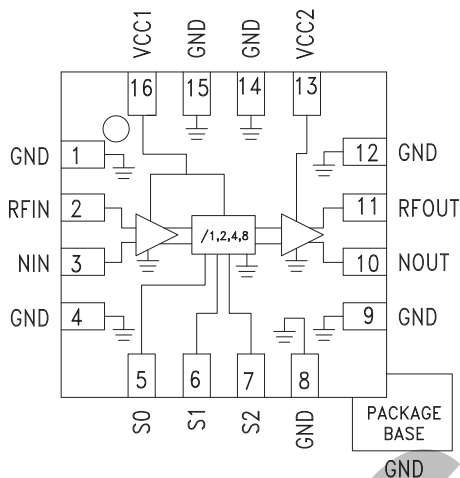 VCC1 GND GND VCC2
16 15 14 13
GND 1 12 GND
RFIN 2 11 RFOUT
/1,2,4,8
NIN 3 10 NOUT
GND 4 9 GND
5 6 7 8
S0 S1 S2 GND
PACKAGE
BASE
GND